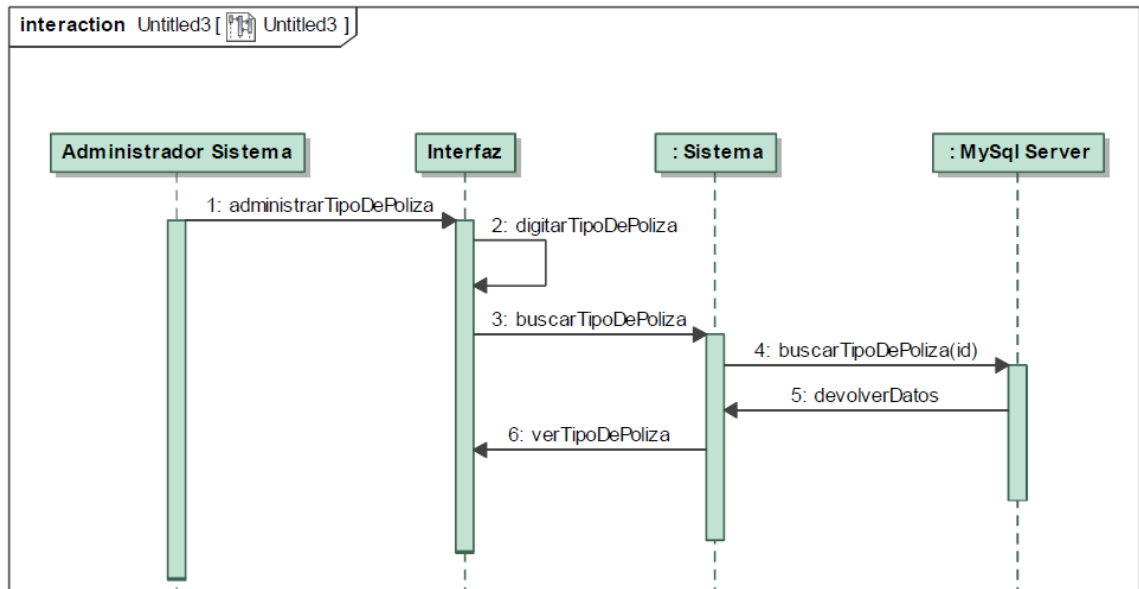 interaction Untitled3 [ Untitled3 ]
Administrador Sistema
Interfaz
: Sistema
: MySql Server
1: administrarTipoDePoliza
2: digitarTipoDePoliza
3: buscarTipoDePoliza
4: buscarTipoDePoliza(id)
5: devolverDatos
6: verTipoDePoliza